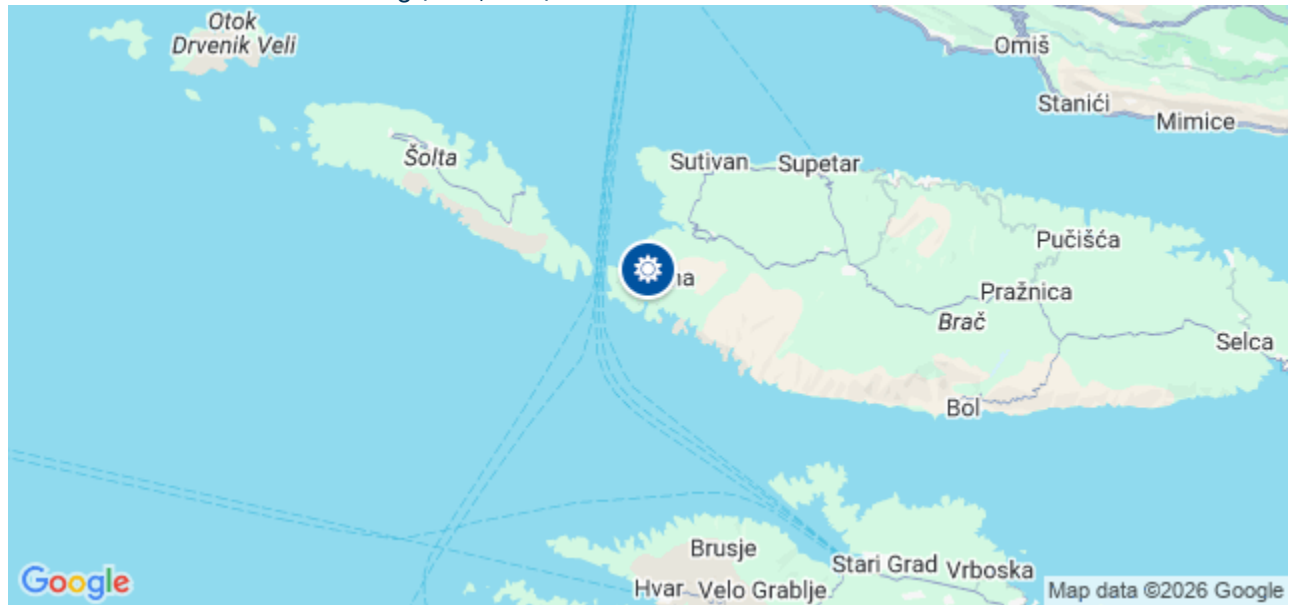 Otok
Drvenik Veli
Omiš
Stanići
Mimice
Šolta
Sutivan
Supetar
Pučišća
Pražnica
Brač
Selca
Bol
Brusje
Stari Grad
Vrboska
Hvar
Velo Grablje
Google
Map data ©2026 Google